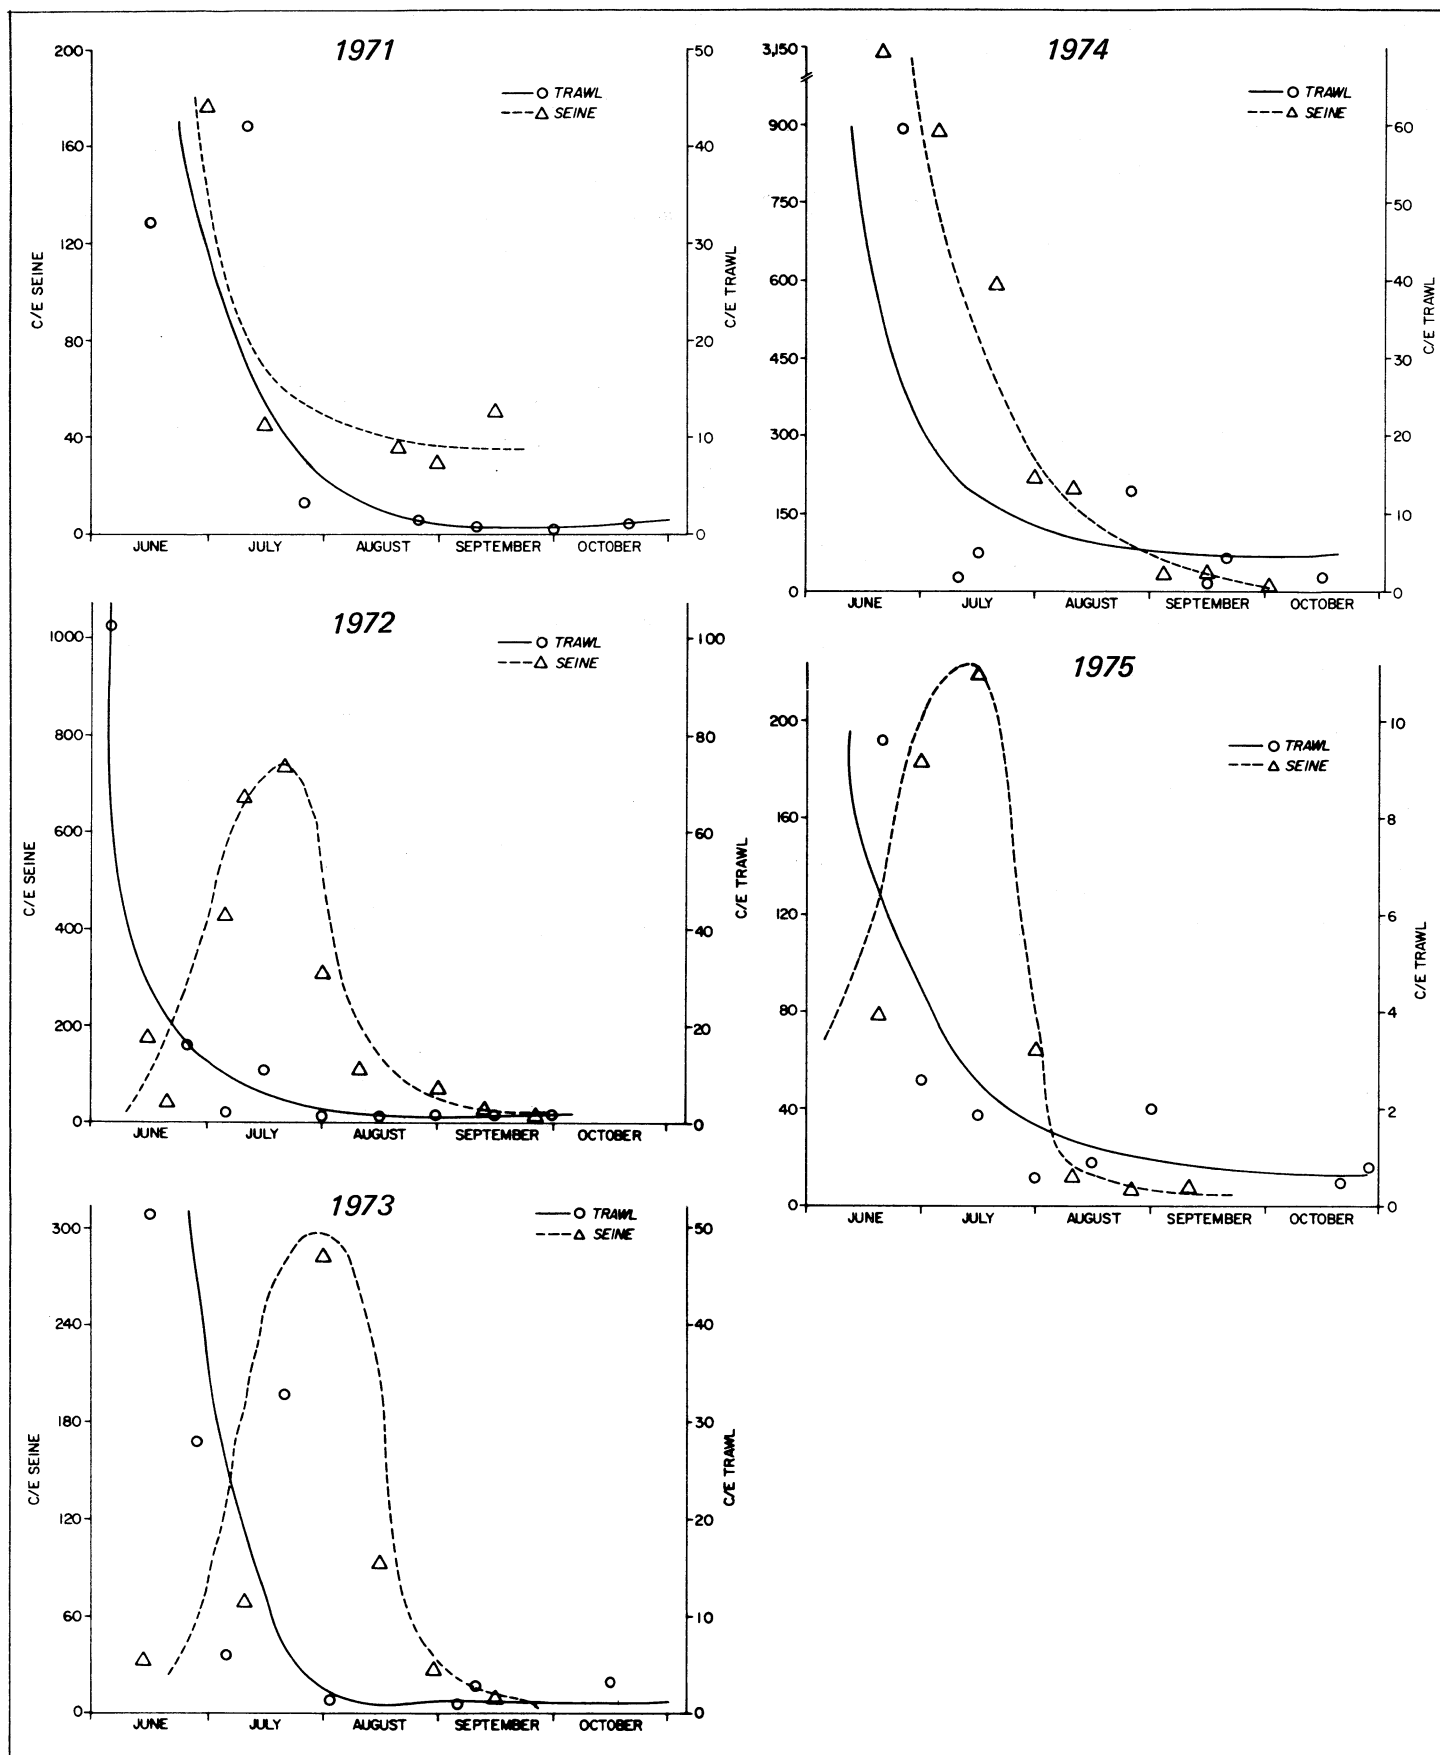 1971
200
160
120
80
40
0
C/E SEINE
50
40
30
20
10
0
C/E TRAWL
TRAWL
SEINE
JUNE JULY AUGUST SEPTEMBER OCTOBER
1972
1000
800
600
400
200
0
C/E SEINE
100
80
60
40
20
0
C/E TRAWL
TRAWL
SEINE
JUNE JULY AUGUST SEPTEMBER OCTOBER
1973
300
240
180
120
60
0
C/E SEINE
50
40
30
20
10
0
C/E TRAWL
TRAWL
SEINE
JUNE JULY AUGUST SEPTEMBER OCTOBER
1974
3,150
900
750
600
450
300
150
0
60
50
40
30
20
10
0
C/E TRAWL
TRAWL
SEINE
JUNE JULY AUGUST SEPTEMBER OCTOBER
1975
200
160
120
80
40
0
10
8
6
4
2
0
C/E TRAWL
TRAWL
SEINE
JUNE JULY AUGUST SEPTEMBER OCTOBER